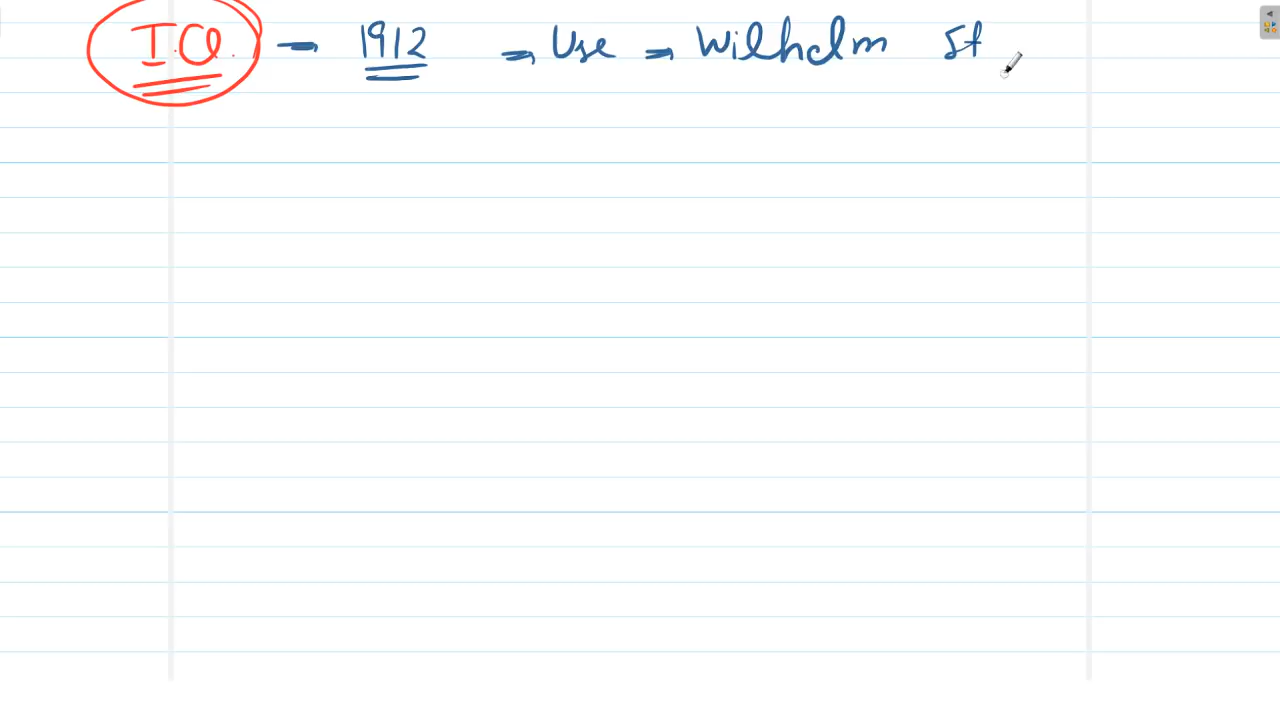 I.Q. → 1912 ⇒ Use ⇒ Wilhelm St